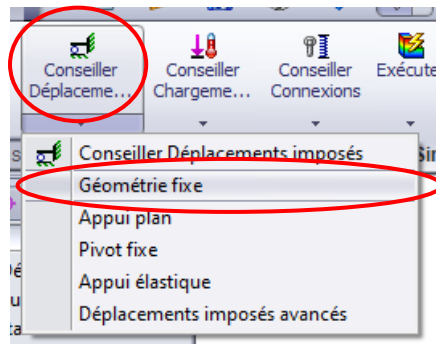 Conseiller Déplaceme...
Conseiller Chargeme...
Conseiller Connexions
Exécute
Conseiller Déplacements imposés
Géométrie fixe
Appui plan
Pivot fixe
Appui élastique
Déplacements imposés avancés